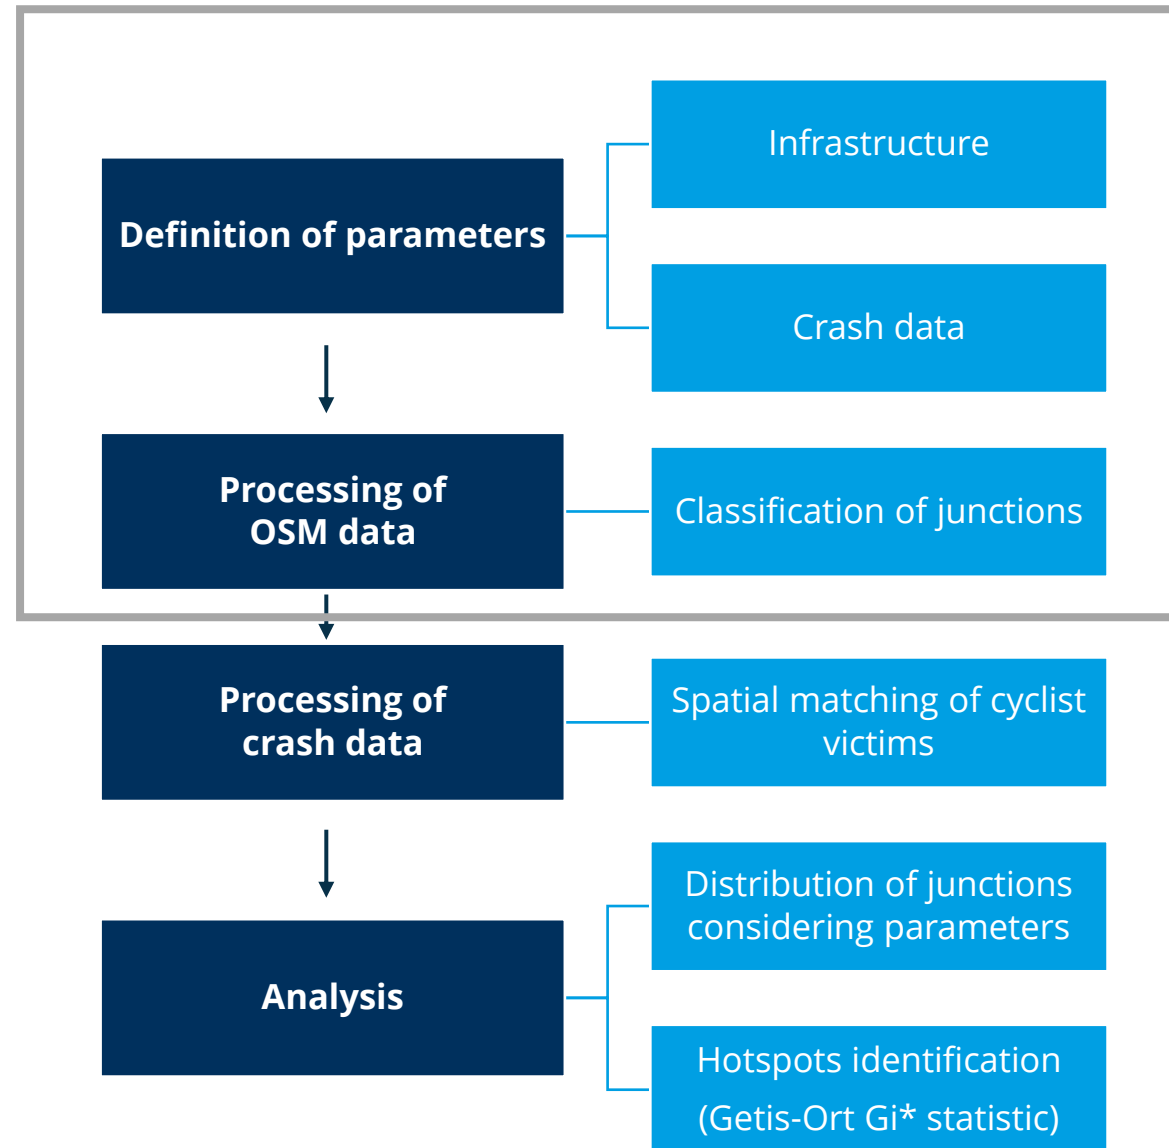 Definition of parameters
Infrastructure
Crash data
Processing of
OSM data
Classification of junctions
Processing of
crash data
Spatial matching of cyclist
victims
Analysis
Distribution of junctions
considering parameters
Hotspots identification
(Getis-Ort Gi* statistic)